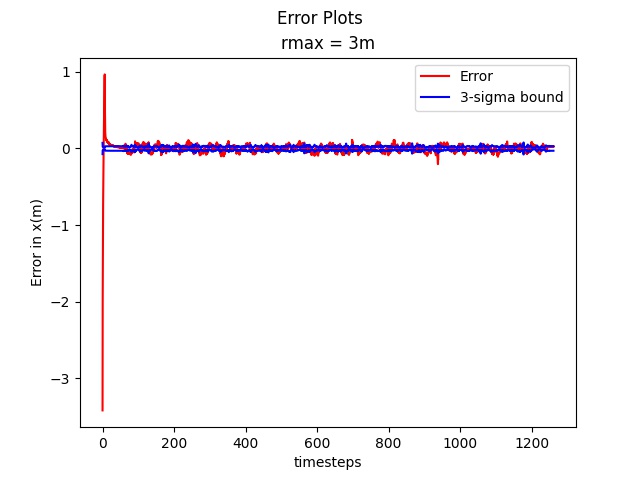 Error Plots
rmax = 3m
Error
3-sigma bound
Error in x(m)
1
0
−1
−2
−3
0 200 400 600 800 1000 1200
timesteps